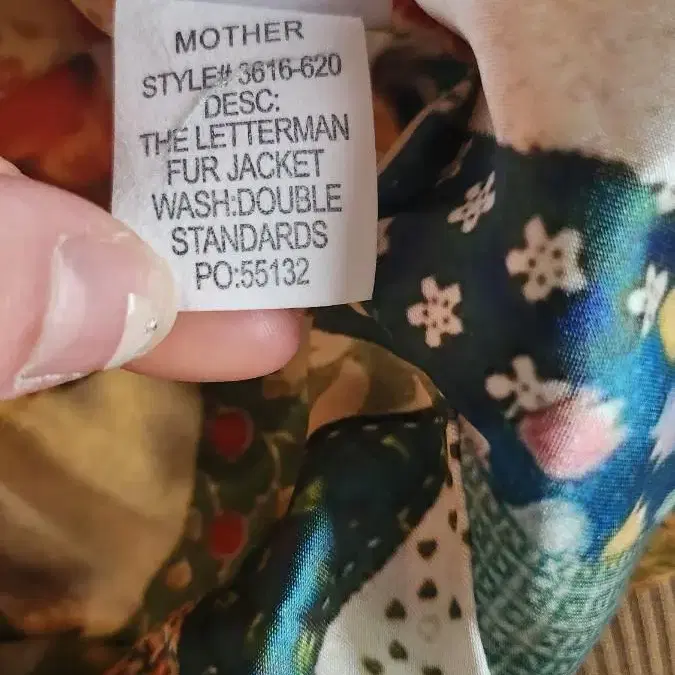 MOTHER
STYLE# 3616-620
DESC:
THE LETTERMAN
FUR JACKET
WASH:DOUBLE
STANDARDS
PO:55132